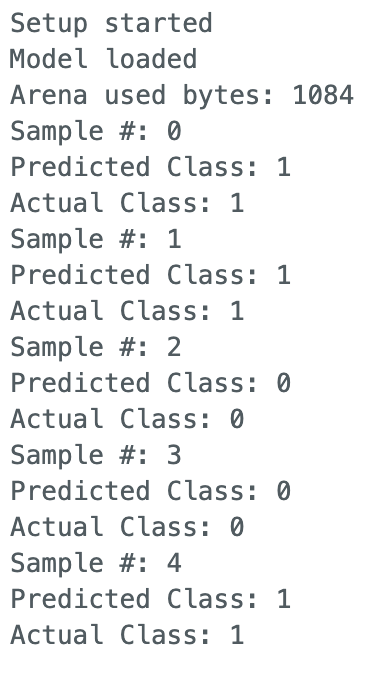 Setup started
Model loaded
Arena used bytes: 1084
Sample #: 0
Predicted Class: 1
Actual Class: 1
Sample #: 1
Predicted Class: 1
Actual Class: 1
Sample #: 2
Predicted Class: 0
Actual Class: 0
Sample #: 3
Predicted Class: 0
Actual Class: 0
Sample #: 4
Predicted Class: 1
Actual Class: 1